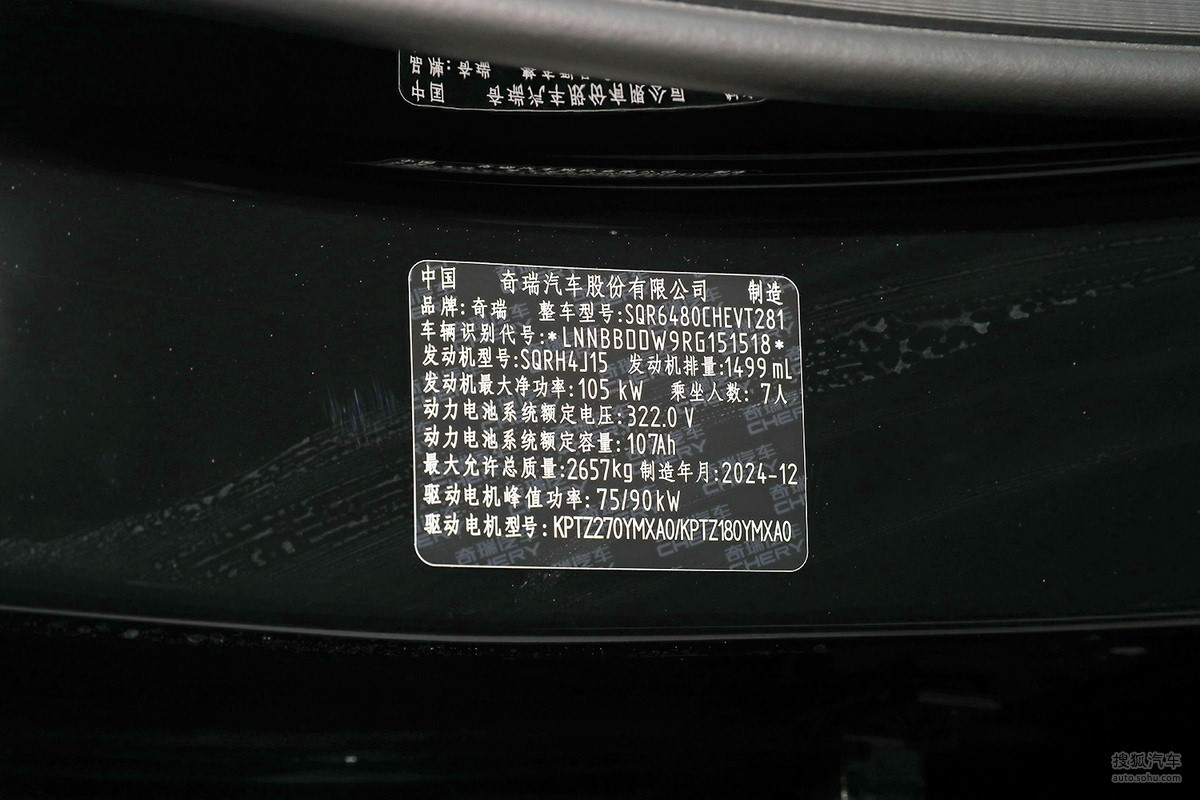 中国 奇瑞汽车股份有限公司 制造
品牌:奇瑞 整车型号:SQR6480CHEVT281
车辆识别代号:*LNNBBDDW9RG151518*
发动机型号:SQRH4J15 发动机排量:1499 mL
发动机最大净功率:105 kW 乘坐人数: 7人
动力电池系统额定电压:322.0 V
动力电池系统额定容量:107Ah
最大允许总质量:2657kg 制造年月:2024-12
驱动电机峰值功率: 75/90kW
驱动电机型号: KPTZ270YMXA0/KPTZ180YMXA0
搜狐汽车
auto.sohu.com